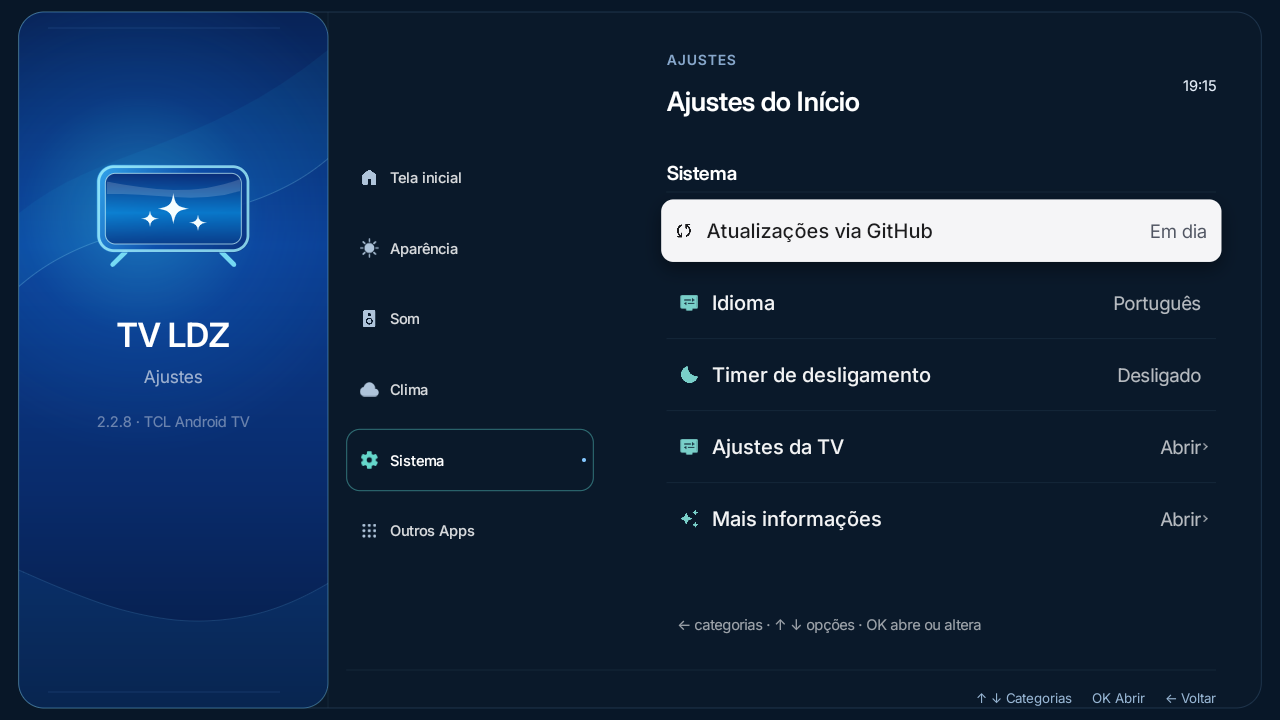 TV LDZ
Ajustes
2.2.8 · TCL Android TV
Tela inicial
Aparência
Som
Clima
Sistema
Outros Apps
AJUSTES
Ajustes do Início
19:15
Sistema
Atualizações via GitHub Em dia
Idioma Português
Timer de desligamento Desligado
Ajustes da TV Abrir›
Mais informações Abrir›
← categorias · ↑ ↓ opções · OK abre ou altera
↑ ↓ Categorias OK Abrir ← Voltar